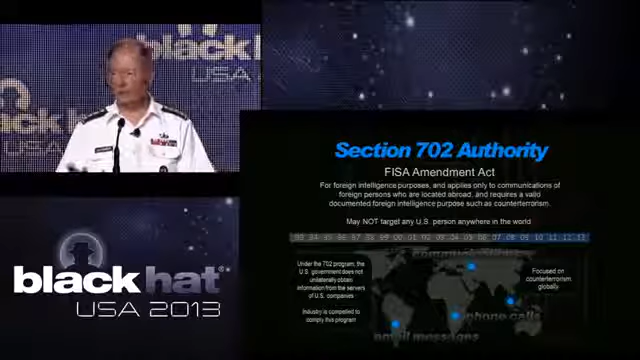 black hat
USA 2013
ack hat
USA
black hat
USA 2013
Section 702 Authority
FISA Amendment Act
For foreign intelligence purposes, and applies only to communications of
foreign persons who are located abroad, and requires a valid
documented foreign intelligence purpose such as counterterrorism.
May NOT target any U.S. person anywhere in the world
Under the 702 program, the
U.S. government does not
unilaterally obtain
information from the servers
of U.S. companies
Industry is compelled to
comply this program
Focused on
counterterrorism
globally
phone calls
email messages